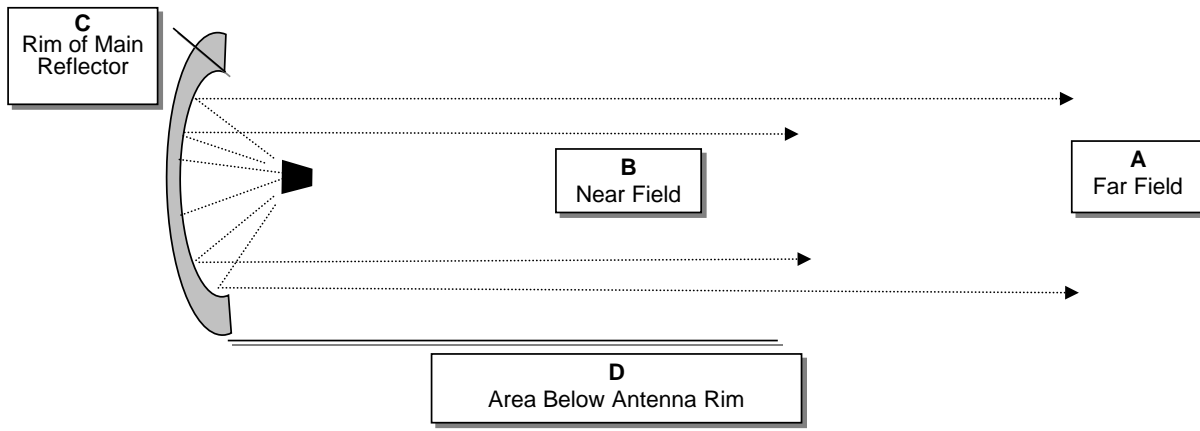 C
Rim of Main
Reflector
B
Near Field
A
Far Field
D
Area Below Antenna Rim